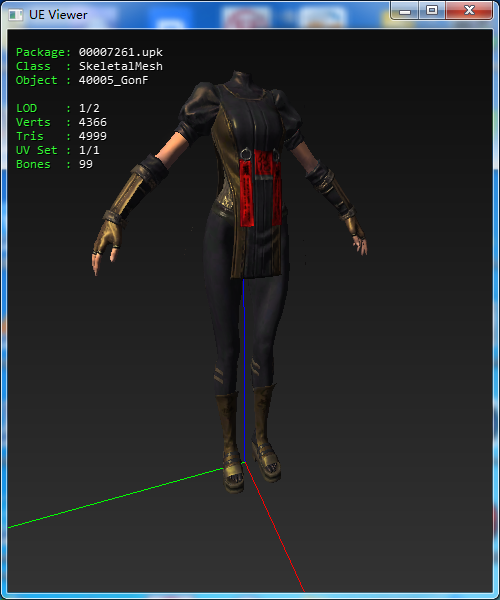 UE Viewer
Package: 00007261.upk
Class : SkeletalMesh
Object : 40005_GonF
LOD : 1/2
Verts : 4366
Tris : 4999
UV Set : 1/1
Bones : 99